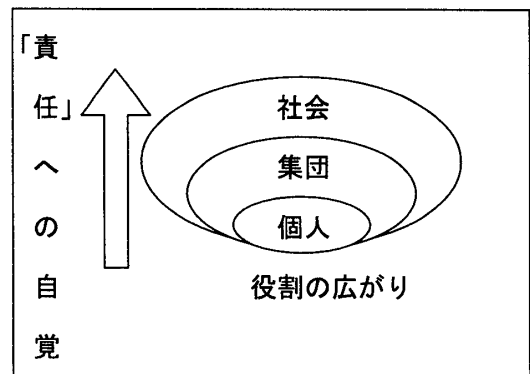 「責任」への自覚
社会
集団
個人
役割の広がり